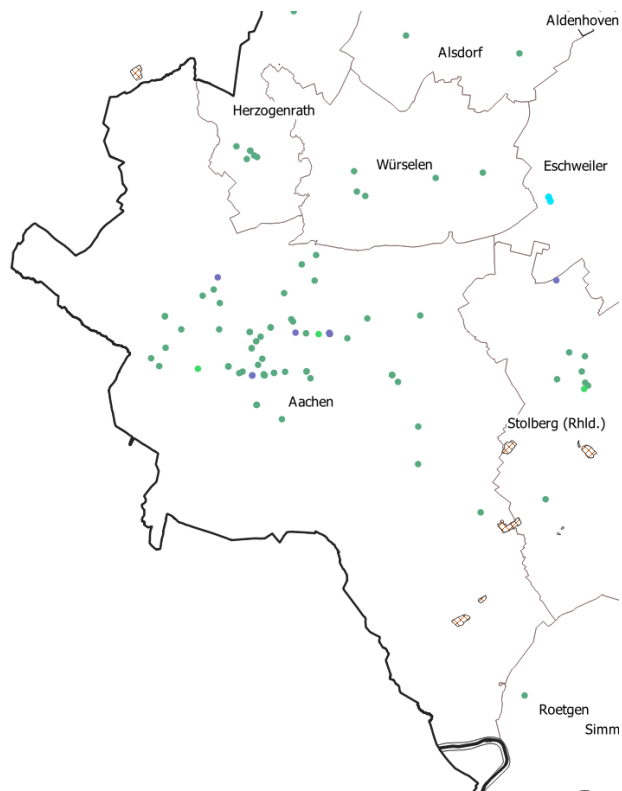 Aldenhoven
Alsdorf
Herzogenrath
Würselen
Eschweiler
Aachen
Stolberg (Rhld.)
Roetgen
Simm